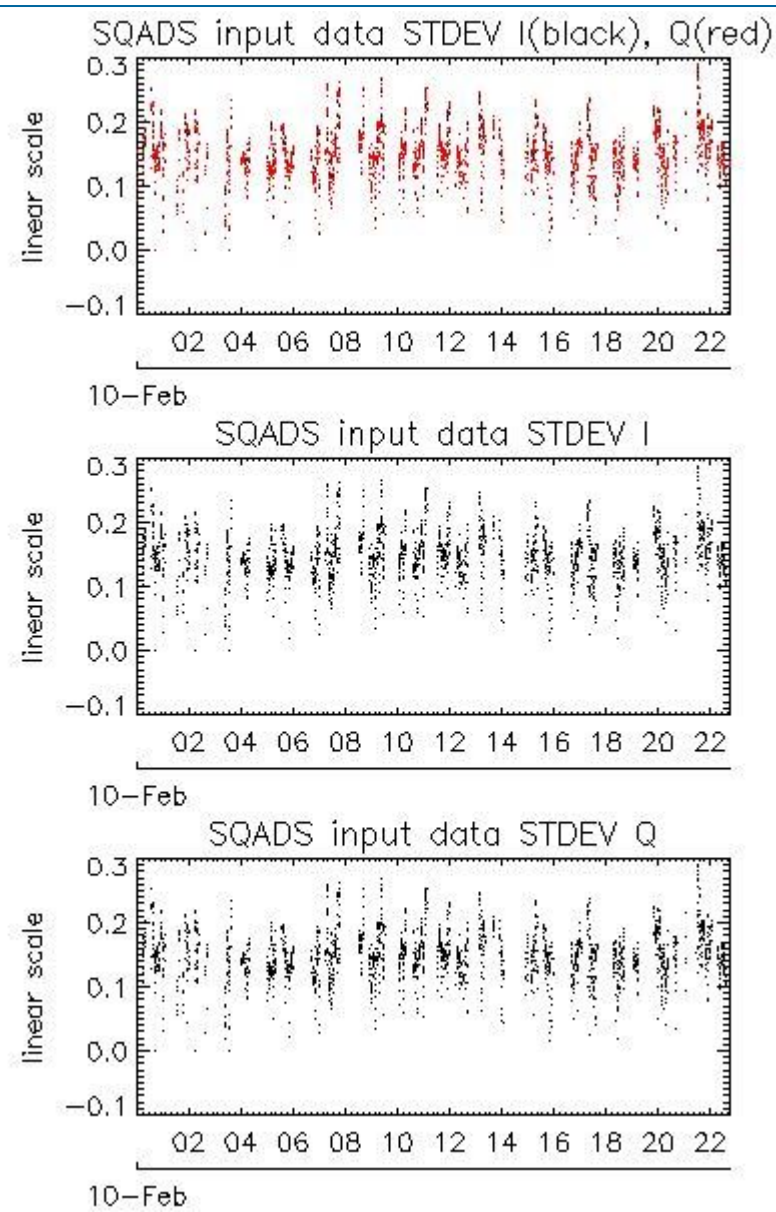 SQADS input data STDEV I(black), Q(red)
0.3
0.2
0.1
0.0
−0.1
linear scale
02 04 06 08 10 12 14 16 18 20 22
10−Feb
SQADS input data STDEV I
0.3
0.2
0.1
0.0
−0.1
linear scale
02 04 06 08 10 12 14 16 18 20 22
10−Feb
SQADS input data STDEV Q
0.3
0.2
0.1
0.0
−0.1
linear scale
02 04 06 08 10 12 14 16 18 20 22
10−Feb